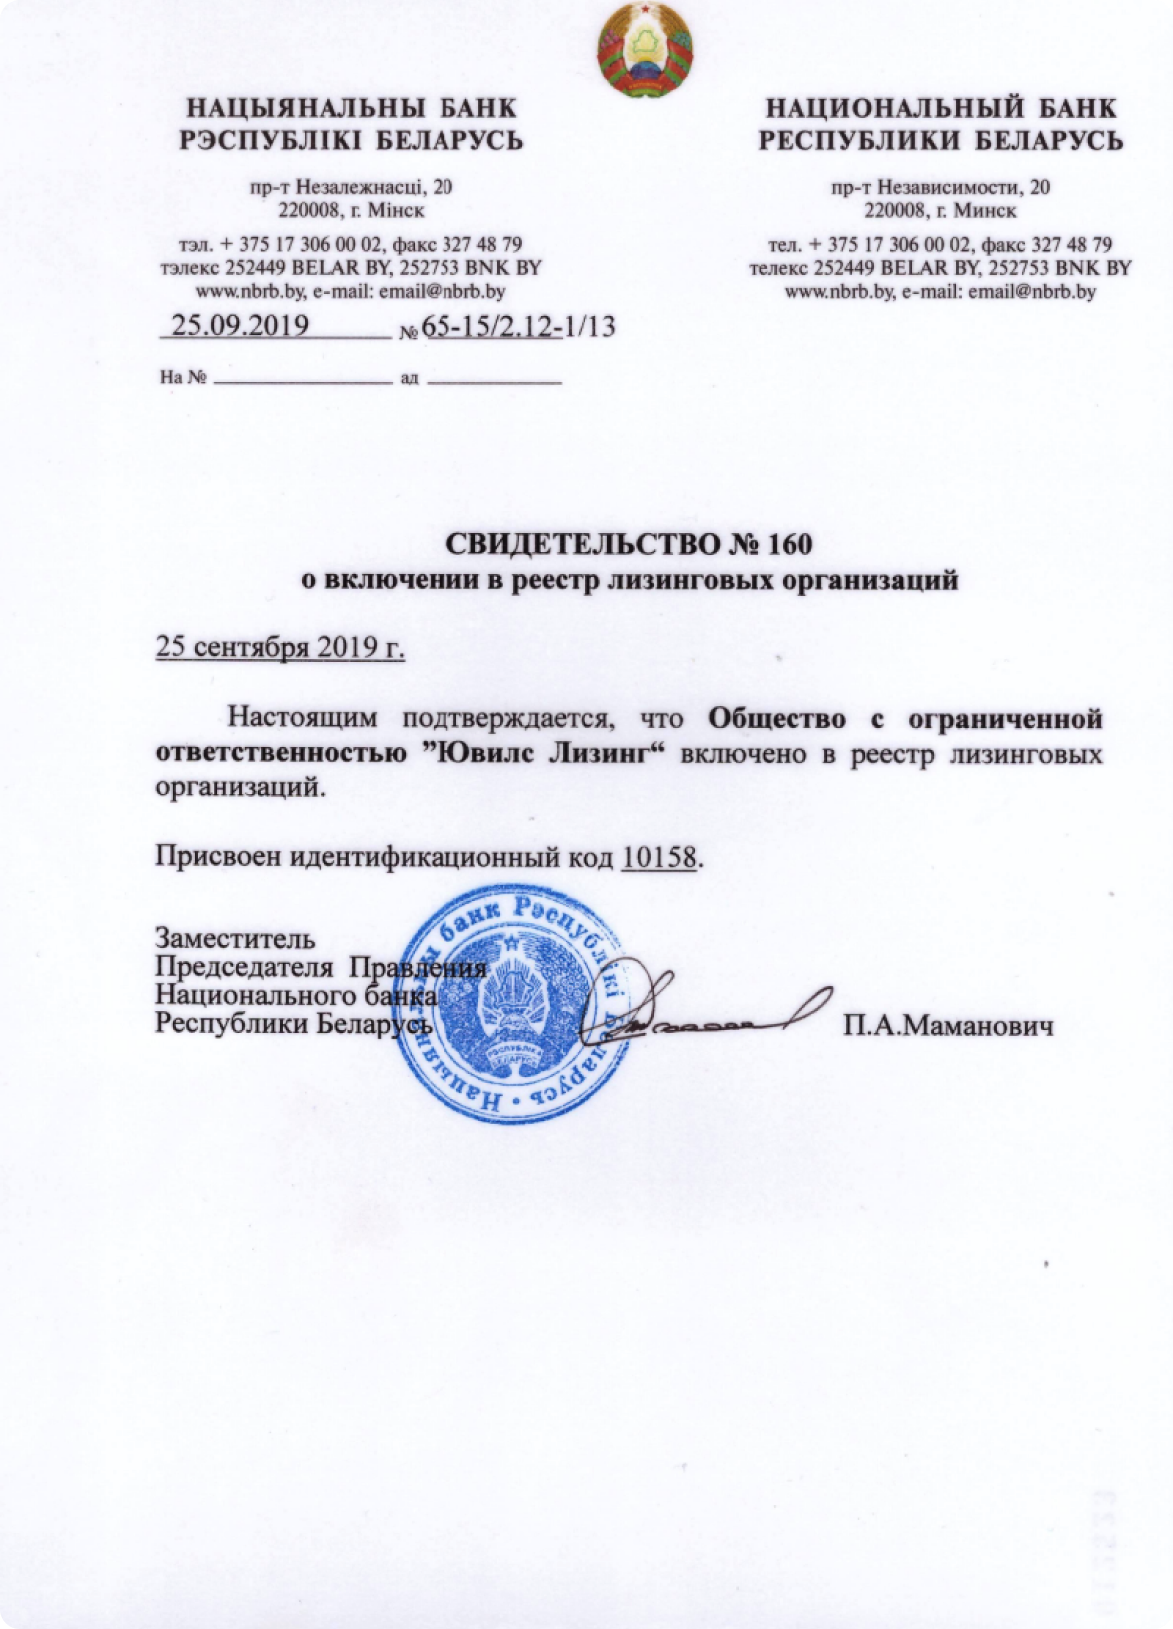 НАЦЫЯНАЛЬНЫ БАНК
РЭСПУБЛІКІ БЕЛАРУСЬ
пр-т Незалежнасці, 20
220008, г. Мінск
тэл. + 375 17 306 00 02, факс 327 48 79
тэлекс 252449 BELAR BY, 252753 BNK BY
www.nbrb.by, e-mail: email@nbrb.by
25.09.2019 № 65-15/2.12-1/13
На № ад
НАЦИОНАЛЬНЫЙ БАНК
РЕСПУБЛИКИ БЕЛАРУСЬ
пр-т Независимости, 20
220008, г. Минск
тел. + 375 17 306 00 02, факс 327 48 79
телекс 252449 BELAR BY, 252753 BNK BY
www.nbrb.by, e-mail: email@nbrb.by
СВИДЕТЕЛЬСТВО № 160
о включении в реестр лизинговых организаций
25 сентября 2019 г.
Настоящим подтверждается, что Общество с ограниченной
ответственностью ”Ювилс Лизинг“ включено в реестр лизинговых
организаций.
Присвоен идентификационный код 10158.
Заместитель
Председателя Правления
Национального банка
Республики Беларусь
П.А.Маманович
Нацыянальны банк Рэспублікі Беларусь •
РЭСПУБЛІКА
БЕЛАРУСЬ